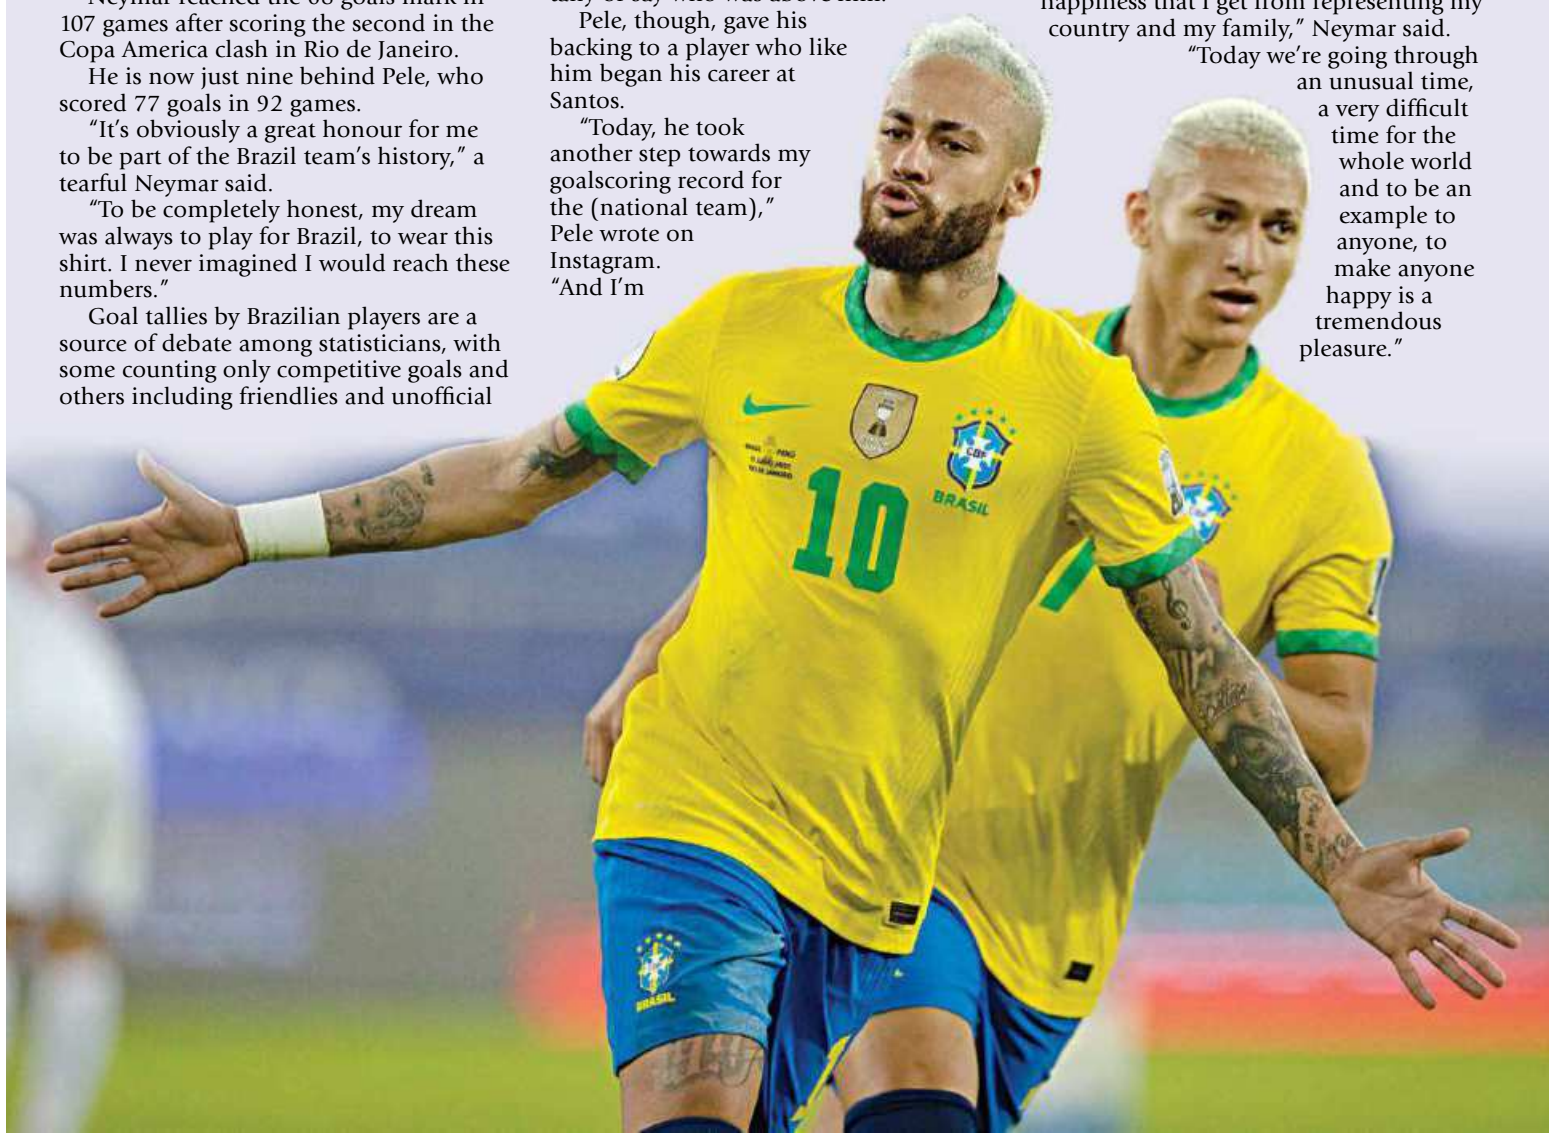 107 games after scoring the second in the
Copa America clash in Rio de Janeiro.
He is now just nine behind Pele, who
scored 77 goals in 92 games.
“It’s obviously a great honour for me
to be part of the Brazil team’s history,” a
tearful Neymar said.
“To be completely honest, my dream
was always to play for Brazil, to wear this
shirt. I never imagined I would reach these
numbers.”
Goal tallies by Brazilian players are a
source of debate among statisticians, with
some counting only competitive goals and
others including friendlies and unofficial
Pele, though, gave his
backing to a player who like
him began his career at
Santos.
“Today, he took
another step towards my
goalscoring record for
the (national team),”
Pele wrote on
Instagram.
“And I’m
happiness that I get from representing my
country and my family,” Neymar said.
“Today we’re going through
an unusual time,
a very difficult
time for the
whole world
and to be an
example to
anyone, to
make anyone
happy is a
tremendous
pleasure.”
CBF
BRASIL
10
BRASIL